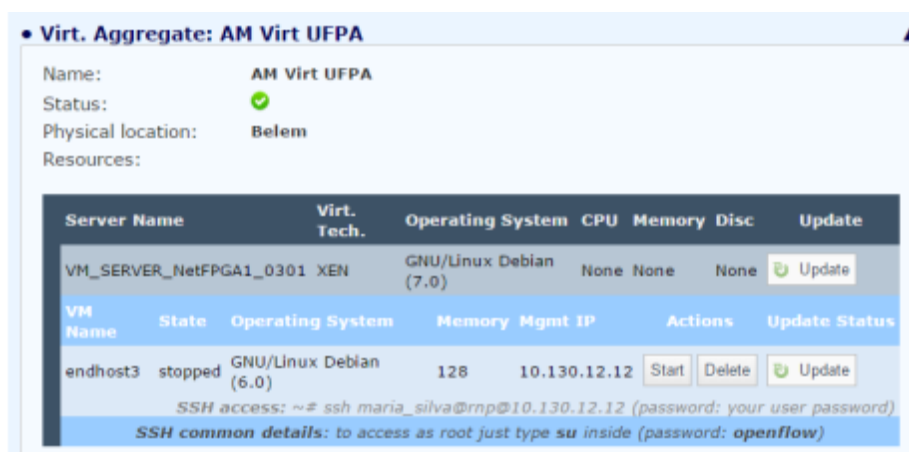 • Virt. Aggregate: AM Virt UFPA
Name: AM Virt UFPA
Status:
Physical location: Belem
Resources:
Server Name Virt. Tech. Operating System CPU Memory Disc Update
VM_SERVER_NetFPGA1_0301 XEN GNU/Linux Debian (7.0) None None None Update
VM Name State Operating System Memory Mgmt IP Actions Update Status
endhost3 stopped GNU/Linux Debian (6.0) 128 10.130.12.12 Start Delete Update
SSH access: ~# ssh maria_silva@rnp@10.130.12.12 (password: your user password)
SSH common details: to access as root just type su inside (password: openflow)